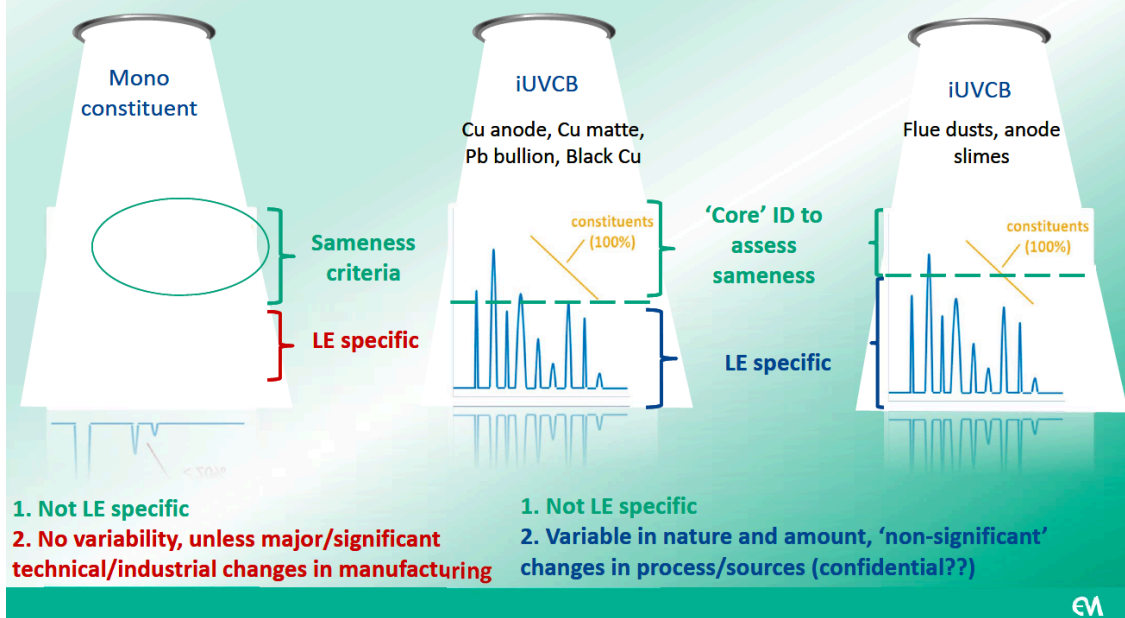 Mono
constituent
iUVCB
Cu anode, Cu matte,
Pb bullion, Black Cu
iUVCB
Flue dusts, anode
slimes
Sameness
criteria
LE specific
constituents
(100%)
'Core' ID to
assess
sameness
LE specific
constituents
(100%)
1. Not LE specific
2. No variability, unless major/significant
technical/industrial changes in manufacturing
1. Not LE specific
2. Variable in nature and amount, 'non-significant'
changes in process/sources (confidential??)